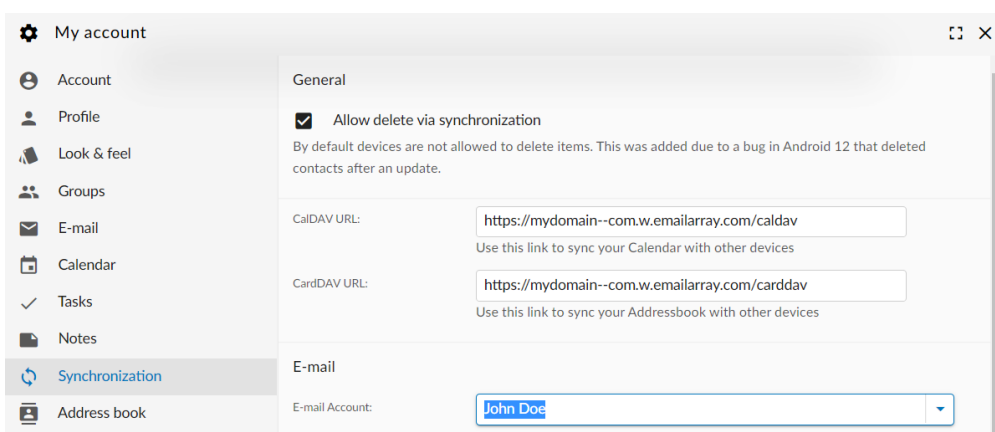 My account
Account
Profile
Look & feel
Groups
E-mail
Calendar
Tasks
Notes
Synchronization
Address book
General
Allow delete via synchronization
By default devices are not allowed to delete items. This was added due to a bug in Android 12 that deleted
contacts after an update.
CalDAV URL:
https://mydomain--com.w.emailarray.com/caldav
Use this link to sync your Calendar with other devices
CardDAV URL:
https://mydomain--com.w.emailarray.com/carddav
Use this link to sync your Addressbook with other devices
E-mail
E-mail Account:
John Doe